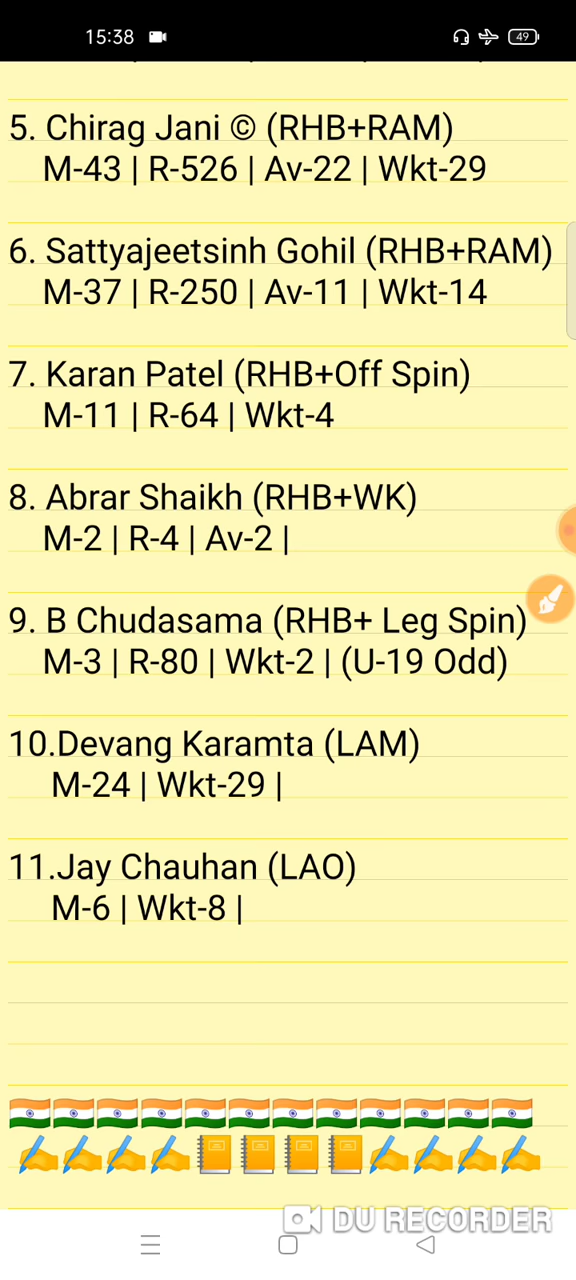 15:38
49
5. Chirag Jani © (RHB+RAM)
M-43 | R-526 | Av-22 | Wkt-29
6. Sattyajeetsinh Gohil (RHB+RAM)
M-37 | R-250 | Av-11 | Wkt-14
7. Karan Patel (RHB+Off Spin)
M-11 | R-64 | Wkt-4
8. Abrar Shaikh (RHB+WK)
M-2 | R-4 | Av-2 |
9. B Chudasama (RHB+ Leg Spin)
M-3 | R-80 | Wkt-2 | (U-19 Odd)
10.Devang Karamta (LAM)
M-24 | Wkt-29 |
11.Jay Chauhan (LAO)
M-6 | Wkt-8 |
DU RECORDER